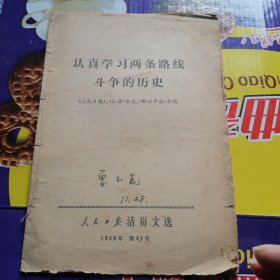 认真学习两条路线
斗争的历史
《人民日报》、《红旗》杂志、《解放军报》社论
11.28.
人民日报活页文选
1968年 第45号
Qiao